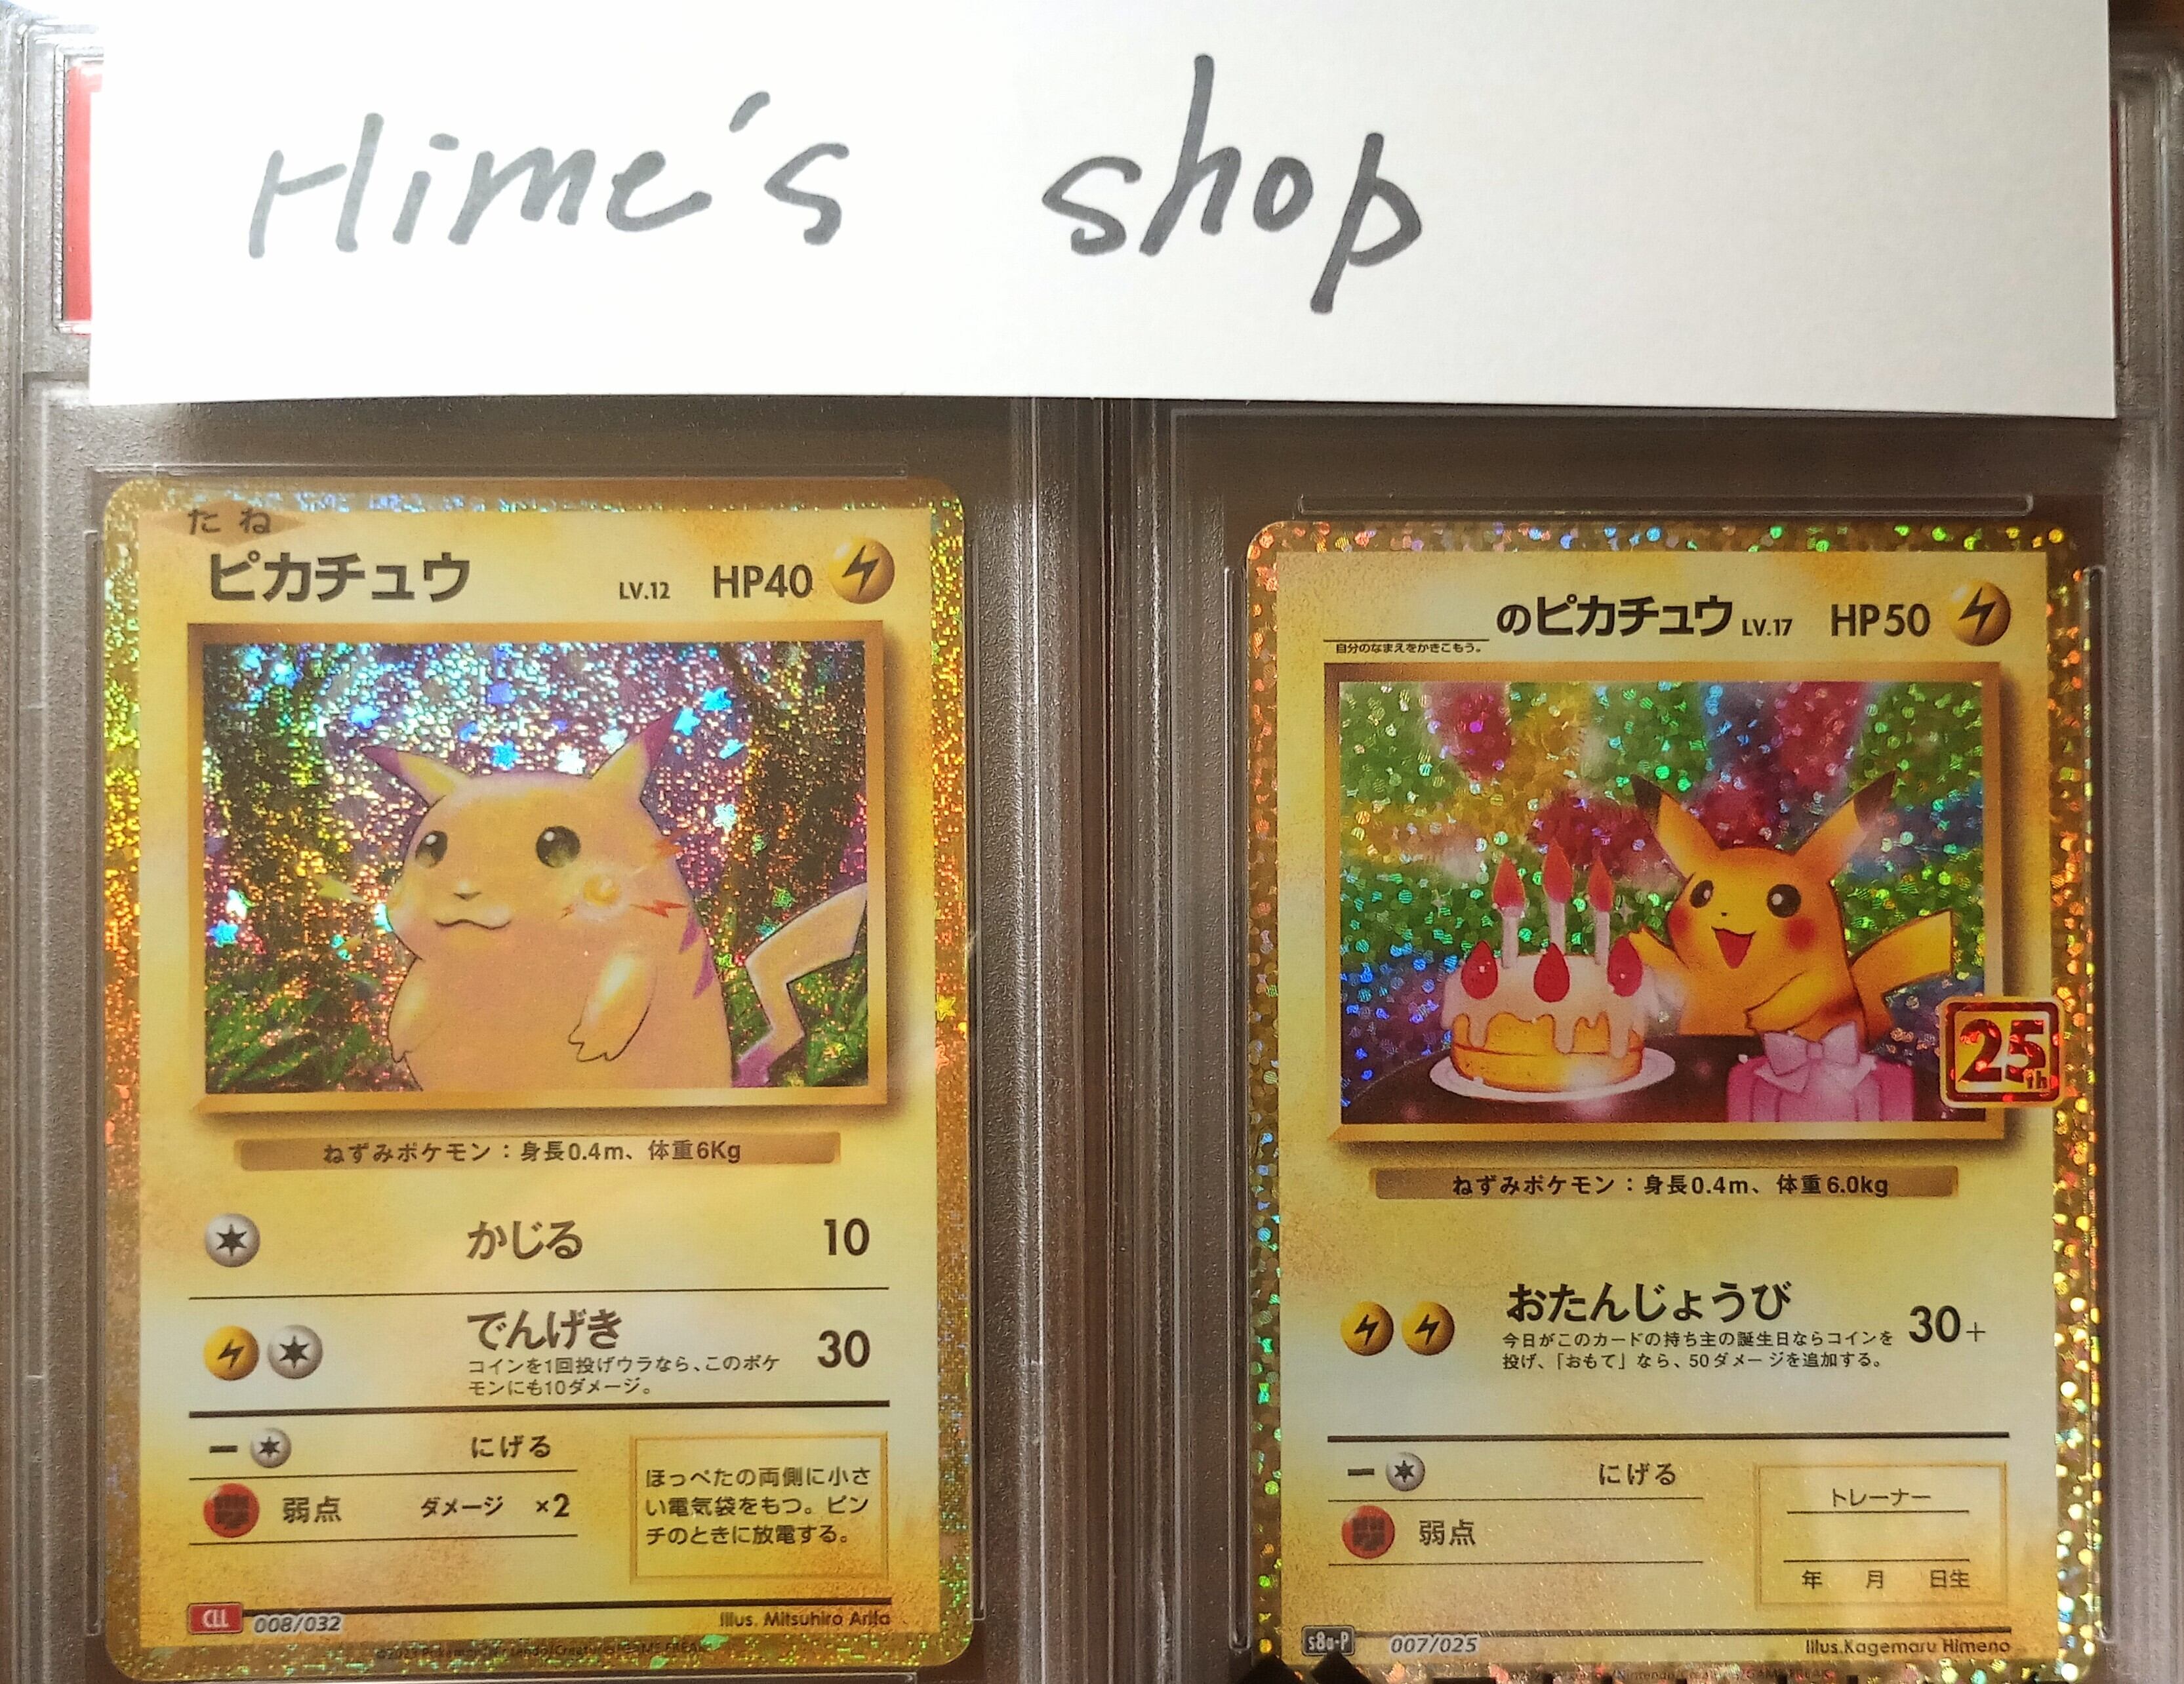 Hime's shop
たね
ピカチュウ LV.12 HP40
ねずみポケモン：身長0.4m、体重6Kg
かじる 10
でんげき 30
コインを1回投げウラなら、このポケ
モンにも10ダメージ。
にげる
弱点 ダメージ ×2
ほっぺたの両側に小さ
い電気袋をもつ。ピン
チのときに放電する。
CLL 008/032 Illus. Mitsuhiro Arita
のピカチュウ LV.17 HP50
自分のなまえをかきこもう。
25th
ねずみポケモン：身長0.4m、体重6.0kg
おたんじょうび 30+
今日がこのカードの持ち主の誕生日ならコインを
投げ、「おもて」なら、50ダメージを追加する。
にげる
弱点
トレーナー
年 月 日生
s8a-P 007/025 Illus.Kagemaru Himeno